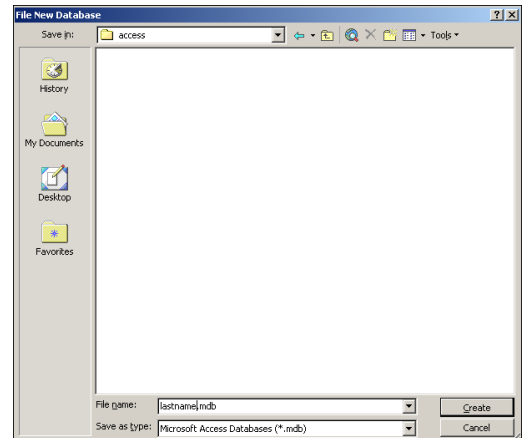 File New Database
Save in: access Tools
History
My Documents
Desktop
Favorites
File name: lastname.mdb Create
Save as type: Microsoft Access Databases (*.mdb) Cancel